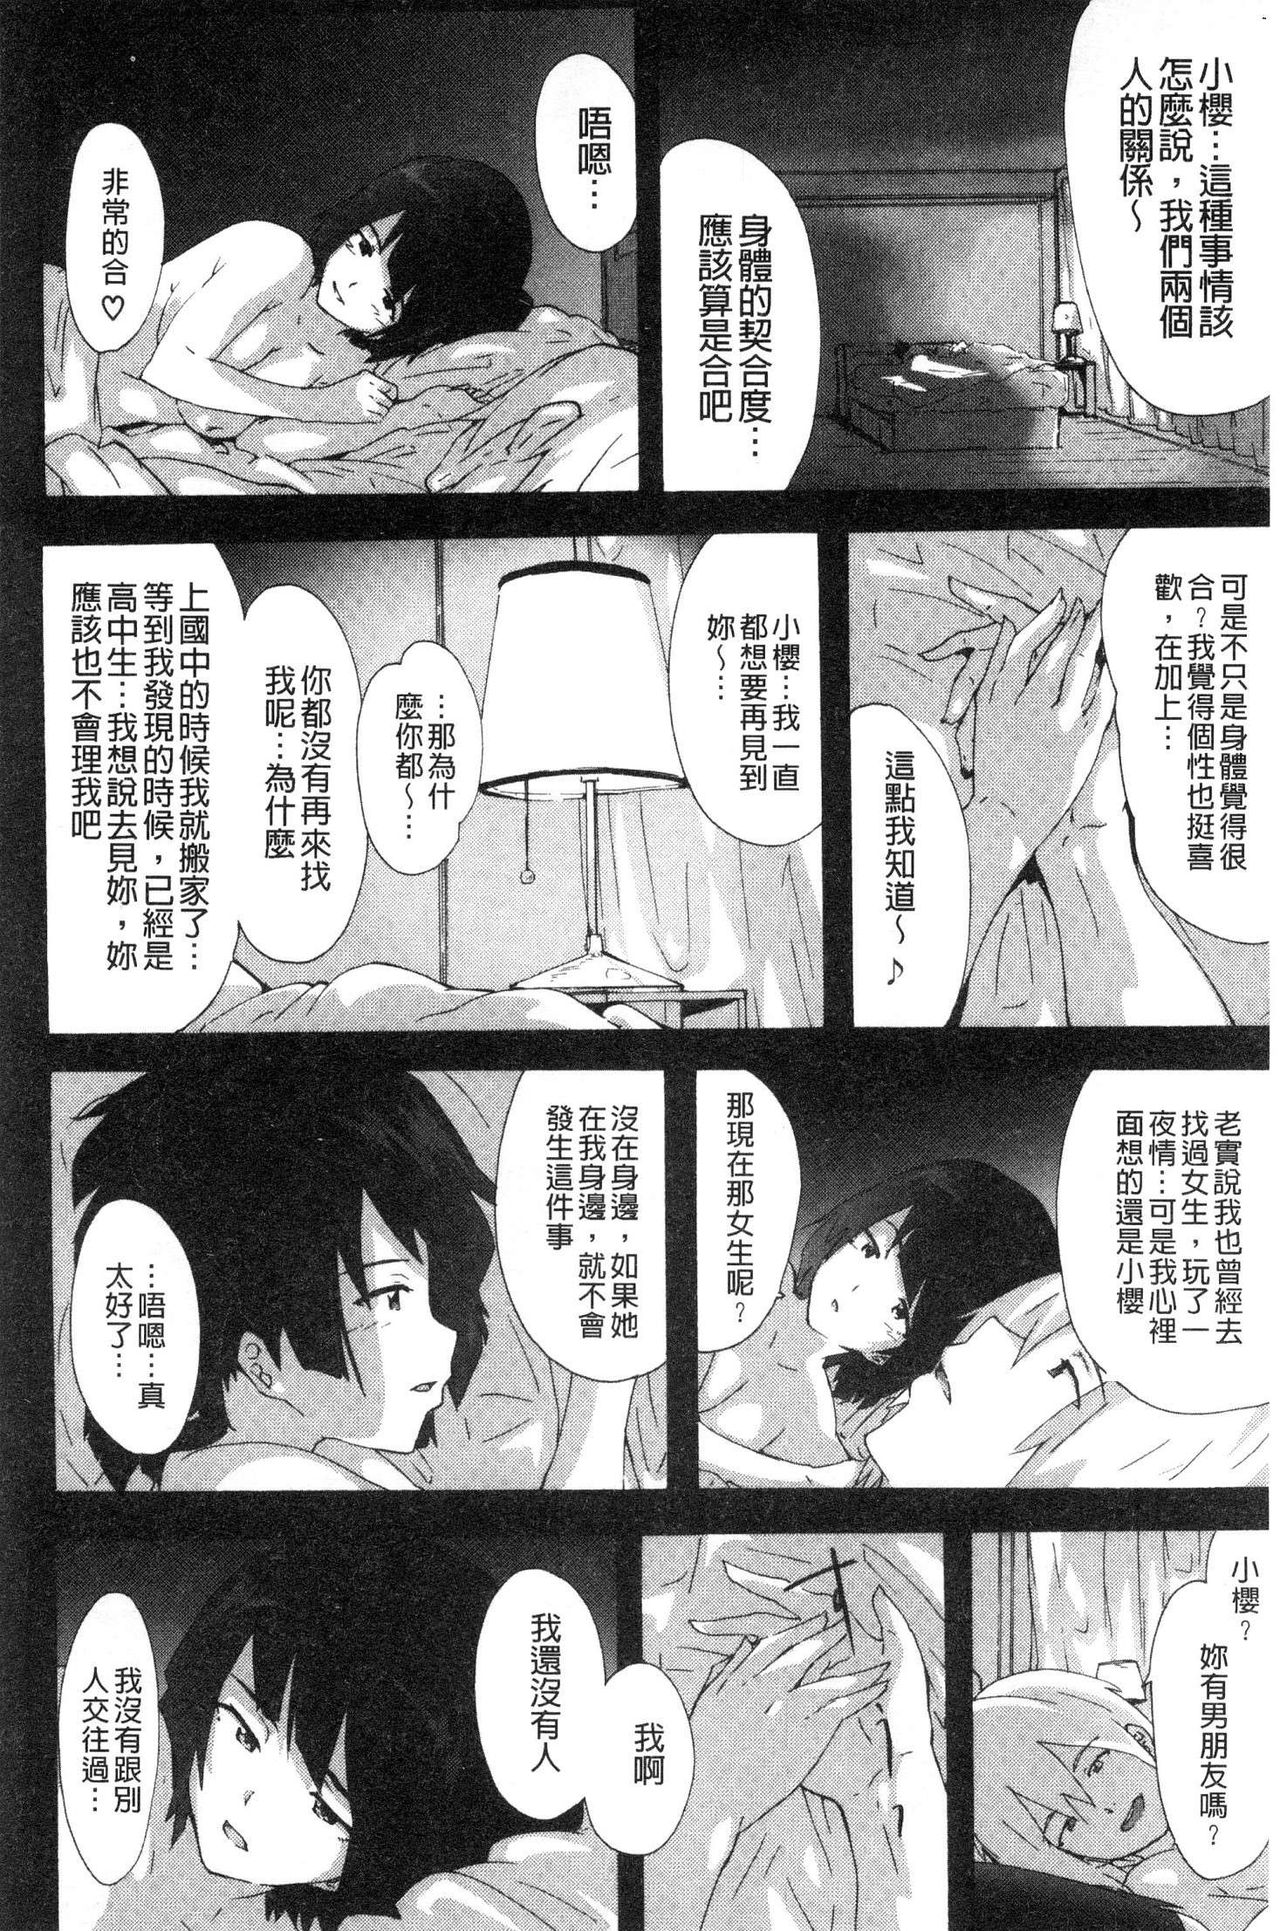 小櫻…這種事情該
怎麼說，我們兩個
人的關係～
身體的契合度…
應該算是合吧
唔嗯…
非常的合♡
可是不只是身體覺得很
合？我覺得個性也挺喜
歡，在加上…
這點我知道～♪
小櫻…我一直
都想要再見到
妳～…
…那為什
麼你都～…
你都沒有再來找
我呢…為什麼
上國中的時候我就搬家了…
等到我發現的時候，已經是
高中生…我想說去見妳，妳
應該也不會理我吧
老實說我也曾經去
找過女生，玩了一
夜情…可是我心裡
面想的還是小櫻
那現在那女生呢？
沒在身邊，如果她
在我身邊，就不會
發生這件事
…唔嗯…真
太好了…
小櫻？
妳有男朋友嗎？
我啊
我還沒有人
我沒有跟別
人交往過…